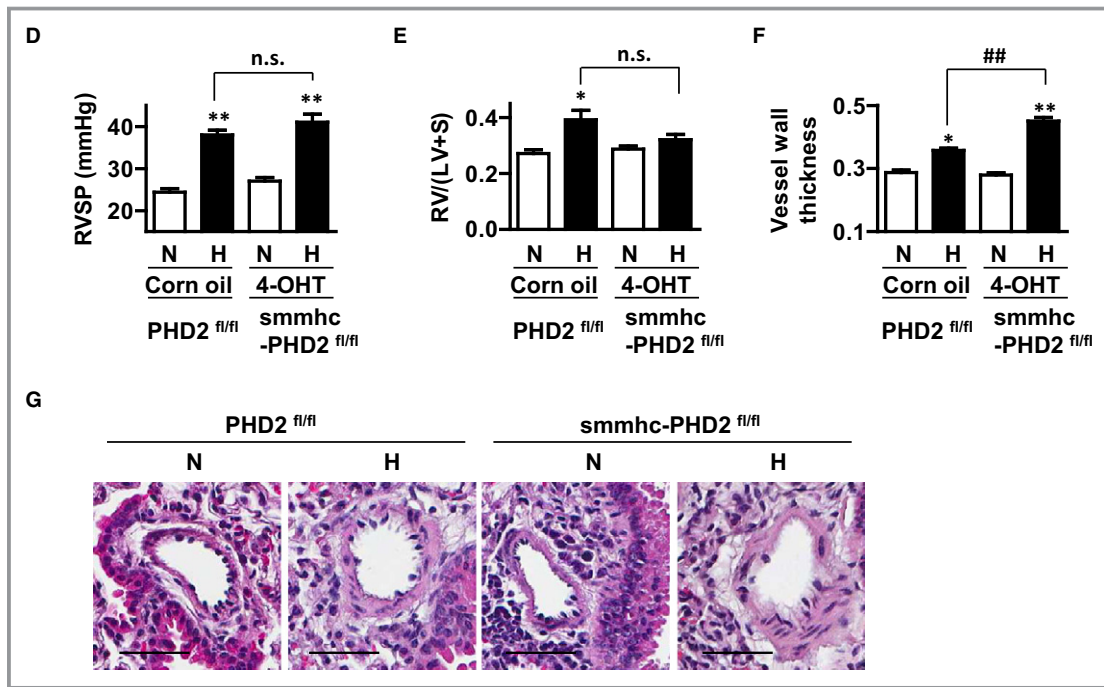 D
n.s.
**
**
40
30
20
RVSP (mmHg)
N H N H
Corn oil 4-OHT
PHD2 fl/fl smmhc
-PHD2 fl/fl
E
n.s.
*
0.4
0.2
0.0
RV/(LV+S)
N H N H
Corn oil 4-OHT
PHD2 fl/fl smmhc
-PHD2 fl/fl
F
##
*
**
0.5
0.3
0.1
Vessel wall
thickness
N H N H
Corn oil 4-OHT
PHD2 fl/fl smmhc
-PHD2 fl/fl
G
PHD2 fl/fl smmhc-PHD2 fl/fl
N H N H